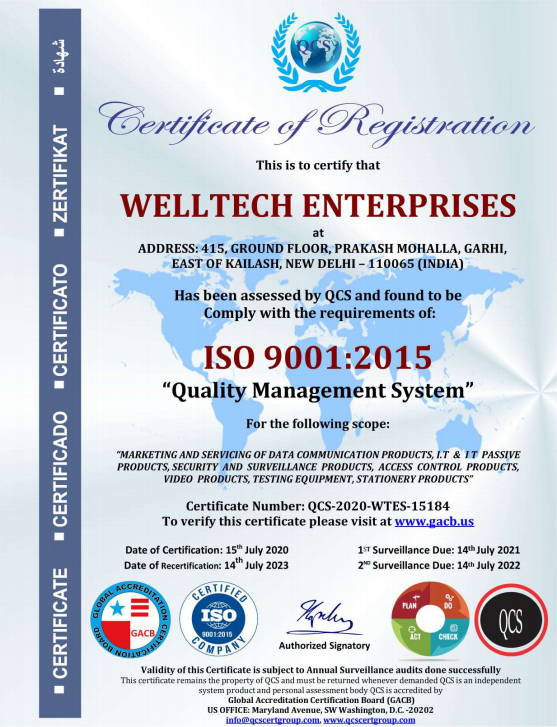 QCS
Certificate of Registration
This is to certify that
WELLTECH ENTERPRISES
at
ADDRESS: 415, GROUND FLOOR, PRAKASH MOHALLA, GARHI,
EAST OF KAILASH, NEW DELHI – 110065 (INDIA)
Has been assessed by QCS and found to be
Comply with the requirements of:
ISO 9001:2015
“Quality Management System”
For the following scope:
“MARKETING AND SERVICING OF DATA COMMUNICATION PRODUCTS, I.T & I T PASSIVE
PRODUCTS, SECURITY AND SURVEILLANCE PRODUCTS, ACCESS CONTROL PRODUCTS,
VIDEO PRODUCTS, TESTING EQUIPMENT, STATIONERY PRODUCTS”
Certificate Number: QCS-2020-WTES-15184
To verify this certificate please visit at www.gacb.us
Date of Certification: 15th July 2020
1ST Surveillance Due: 14th July 2021
Date of Recertification: 14th July 2023
2ND Surveillance Due: 14th July 2022
GLOBAL ACCREDITATION
CERTIFICATION BOARD
GACB
CERTIFIED
ISO
9001:2015
COMPANY
Authorized Signatory
PLAN
DO
ACT
CHECK
QCS
Validity of this Certificate is subject to Annual Surveillance audits done successfully
This certificate remains the property of QCS and must be returned whenever demanded QCS is an independent
system product and personal assessment body QCS is accredited by
Global Accreditation Certification Board (GACB)
US OFFICE: Maryland Avenue, SW Washington, D.C. -20202
info@qcscertgroup.com, www.qcscertgroup.com
■ CERTIFICATE ■ CERTIFICADO ■ CERTIFICATO ■ ZERTIFIKAT ■ شهادة